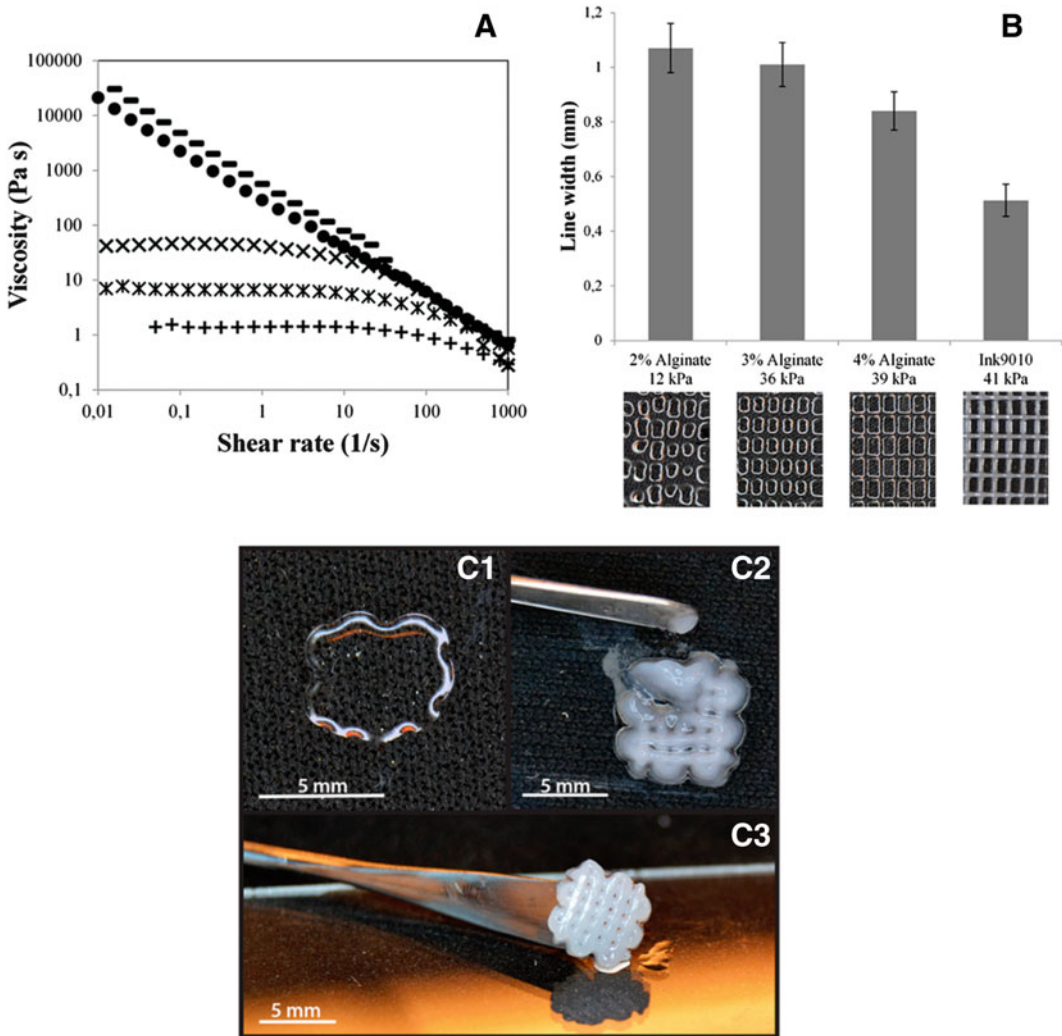 A
Viscosity (Pa s)
100000
10000
1000
100
10
1
0,1
0,01 0,1 1 10 100 1000
Shear rate (1/s)
B
Line width (mm)
1,2
1
0,8
0,6
0,4
0,2
0
2% Alginate 3% Alginate 4% Alginate Ink9010
12 kPa 36 kPa 39 kPa 41 kPa
C1
5 mm
C2
5 mm
C3
5 mm